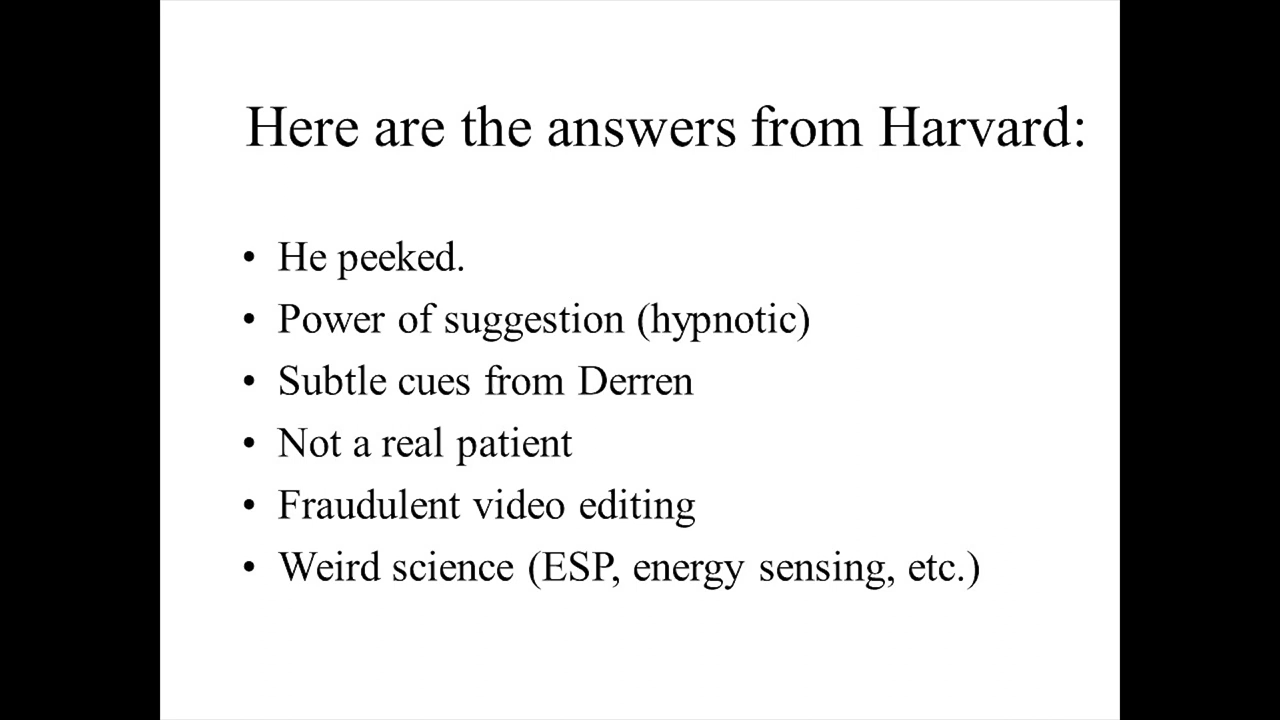 Here are the answers from Harvard:
• He peeked.
• Power of suggestion (hypnotic)
• Subtle cues from Derren
• Not a real patient
• Fraudulent video editing
• Weird science (ESP, energy sensing, etc.)